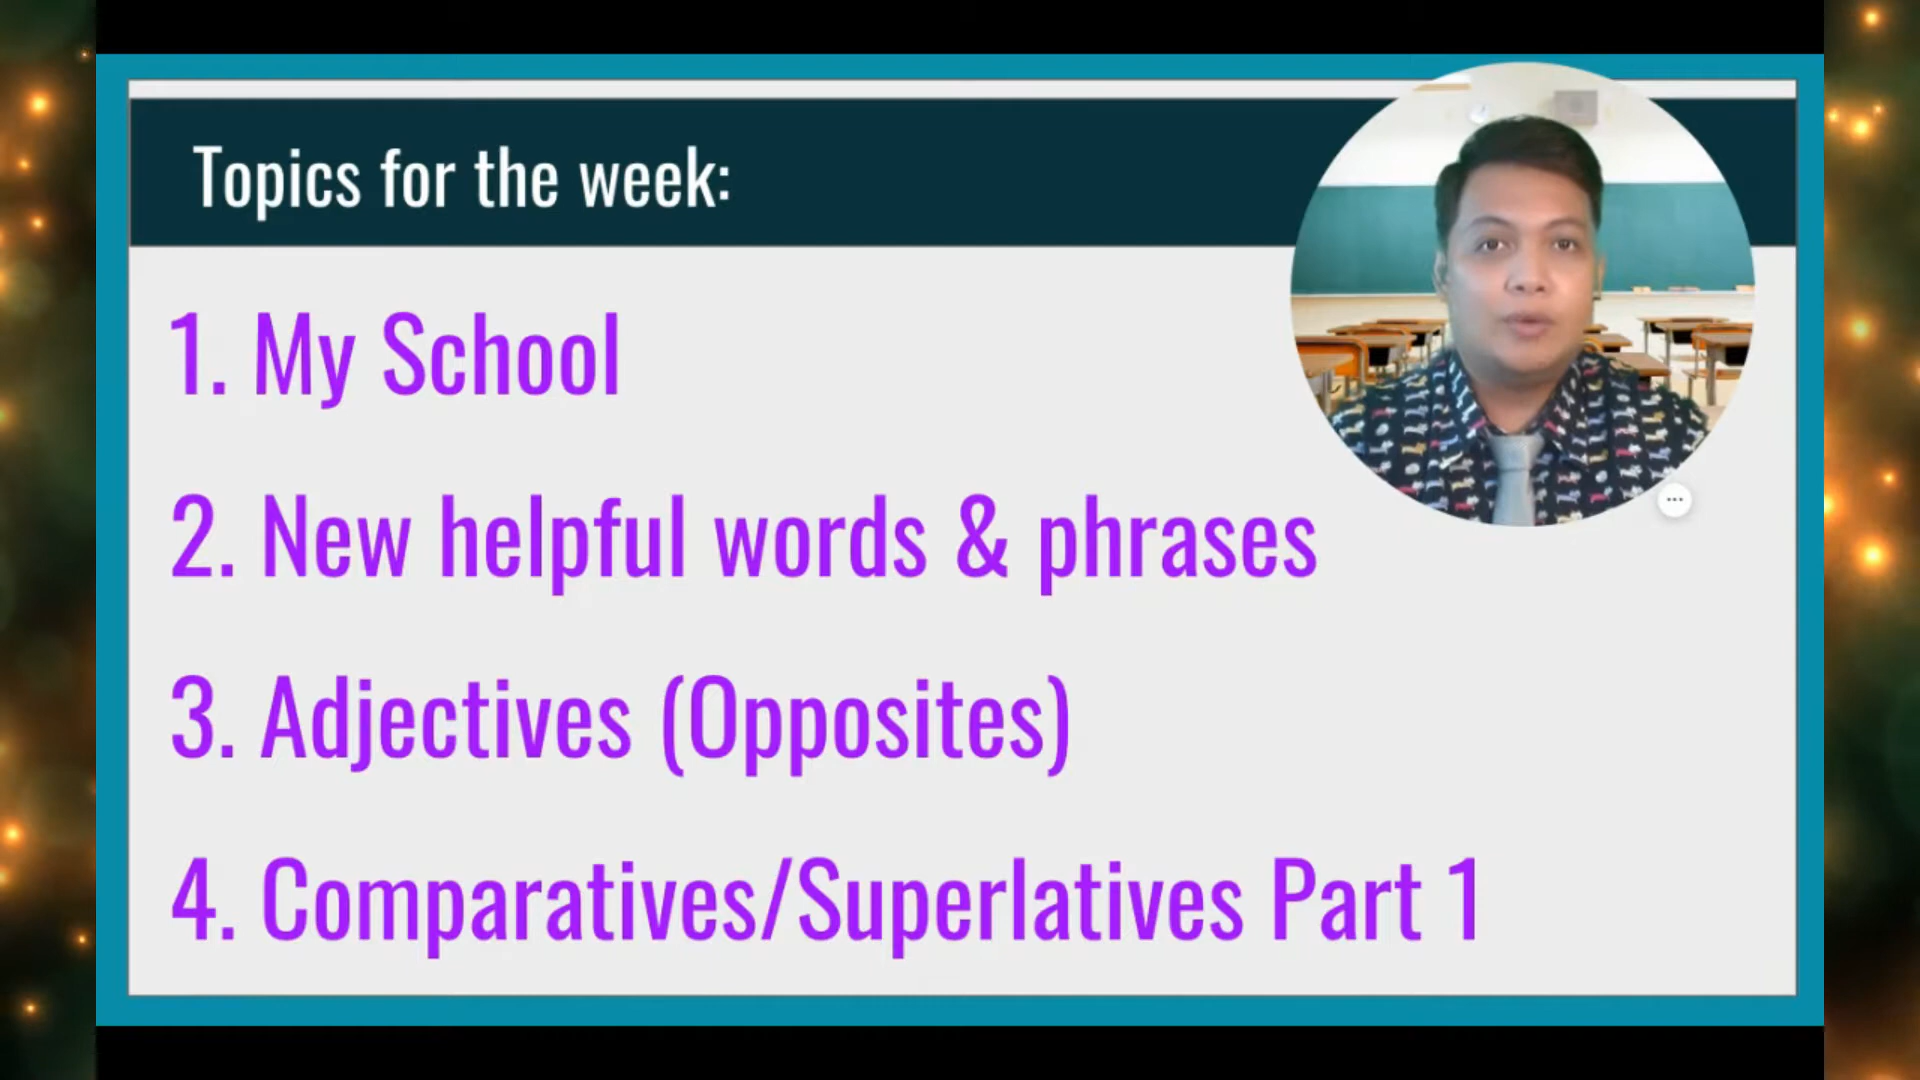 Topics for the week:
1. My School
2. New helpful words & phrases
3. Adjectives (Opposites)
4. Comparatives/Superlatives Part 1